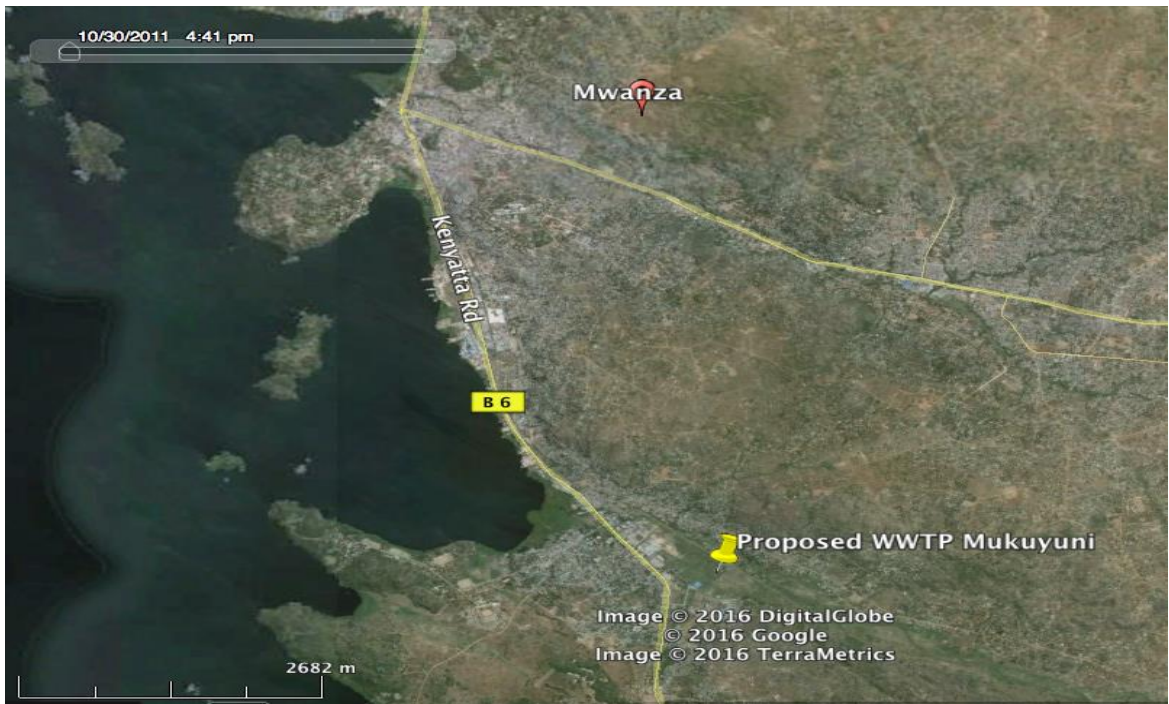 10/30/2011 4:41 pm
Mwanza
Kenyatta Rd
B 6
Proposed WWTP Mukuyuni
Image © 2016 DigitalGlobe
© 2016 Google
Image © 2016 TerraMetrics
2682 m